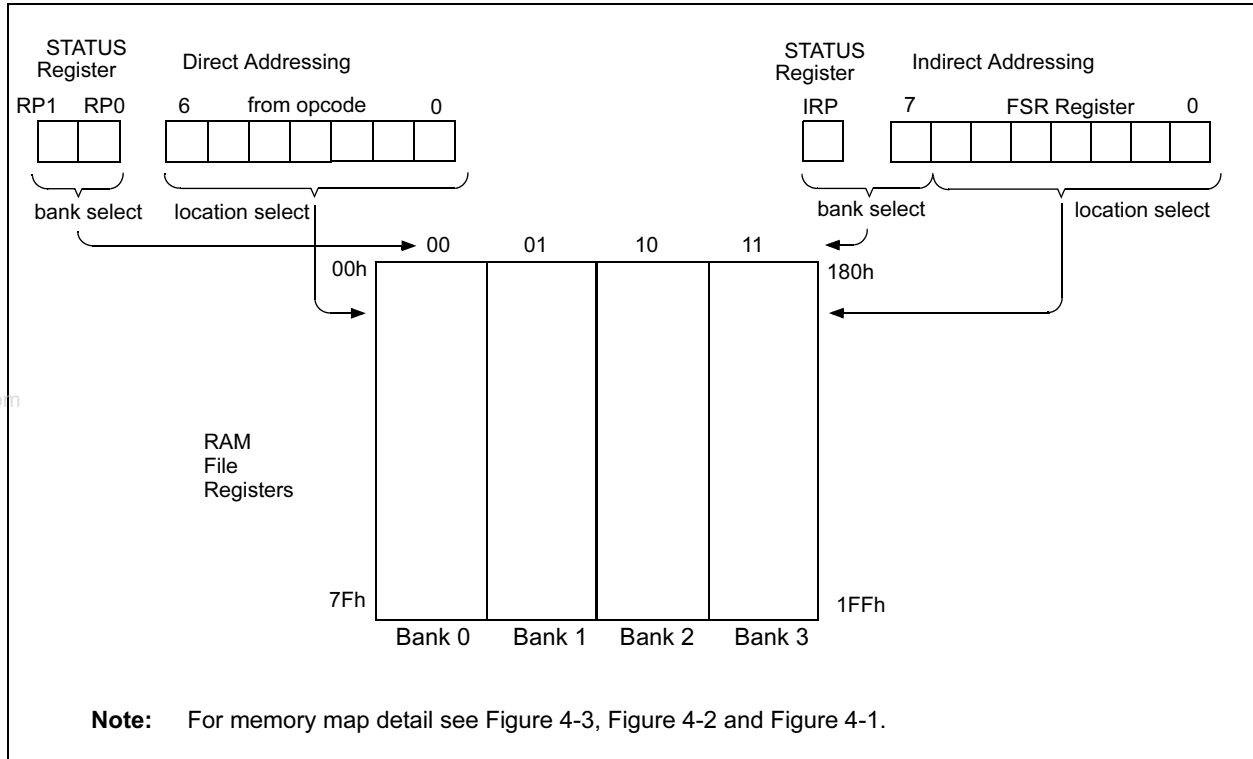 STATUS
Register
Direct Addressing
RP1 RP0
6 from opcode 0
bank select
location select
STATUS
Register
Indirect Addressing
IRP
7 FSR Register 0
bank select
location select
00 01 10 11
00h
180h
om
RAM
File
Registers
7Fh
1FFh
Bank 0 Bank 1 Bank 2 Bank 3
Note: For memory map detail see Figure 4-3, Figure 4-2 and Figure 4-1.